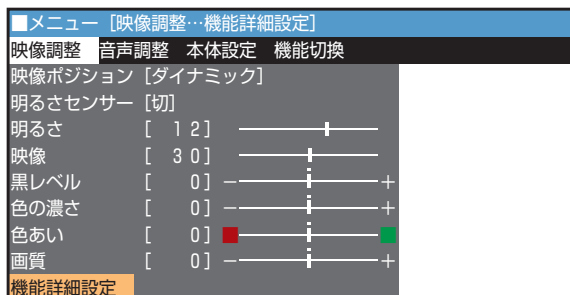 ■メニュー [映像調整…機能詳細設定]
映像調整 音声調整 本体設定 機能切換
映像ポジション [ダイナミック]
明るさセンサー [切]
明るさ [ 12]
映像 [ 30]
黒レベル [ 0] − +
色の濃さ [ 0] − +
色あい [ 0]
画質 [ 0] − +
機能詳細設定